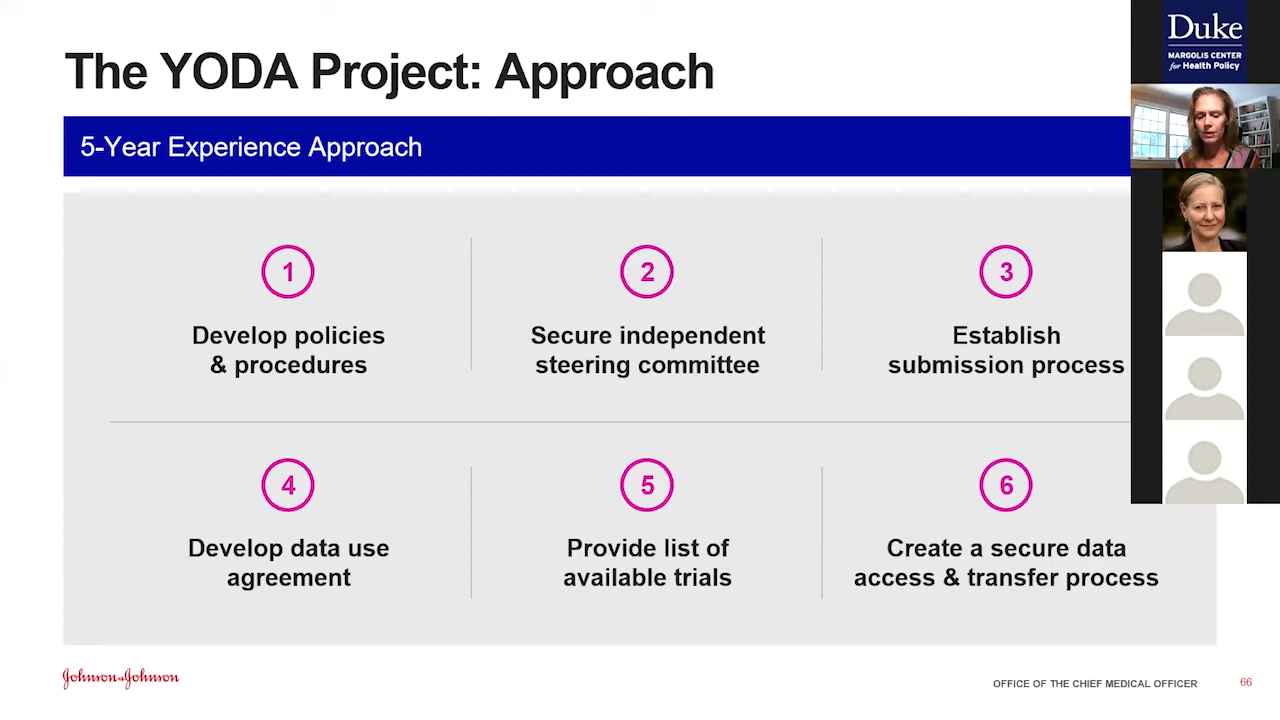 The YODA Project: Approach
5-Year Experience Approach
1
Develop policies
& procedures
2
Secure independent
steering committee
3
Establish
submission process
4
Develop data use
agreement
5
Provide list of
available trials
6
Create a secure data
access & transfer process
Johnson&Johnson
OFFICE OF THE CHIEF MEDICAL OFFICER
66
Duke
MARGOLIS CENTER
for Health Policy